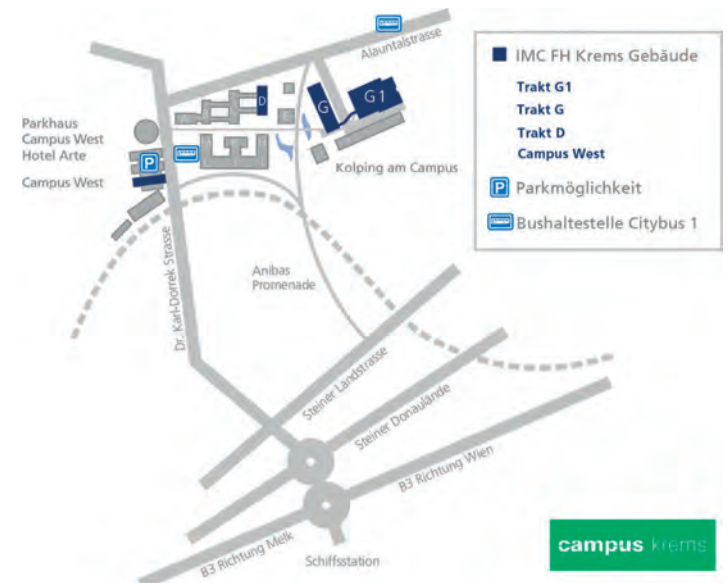 Alauntalstrasse
IMC FH Krems Gebäude
Trakt G1
Trakt G
Trakt D
Campus West
P Parkmöglichkeit
Bushaltestelle Citybus 1
D
G
G1
Parkhaus
Campus West
Hotel Arte
P
Campus West
Kolping am Campus
Dr. Karl-Dorrek Strasse
Anibas
Promenade
Steiner Landstrasse
Steiner Donaulände
B3 Richtung Wien
B3 Richtung Melk
Schiffsstation
campus krems